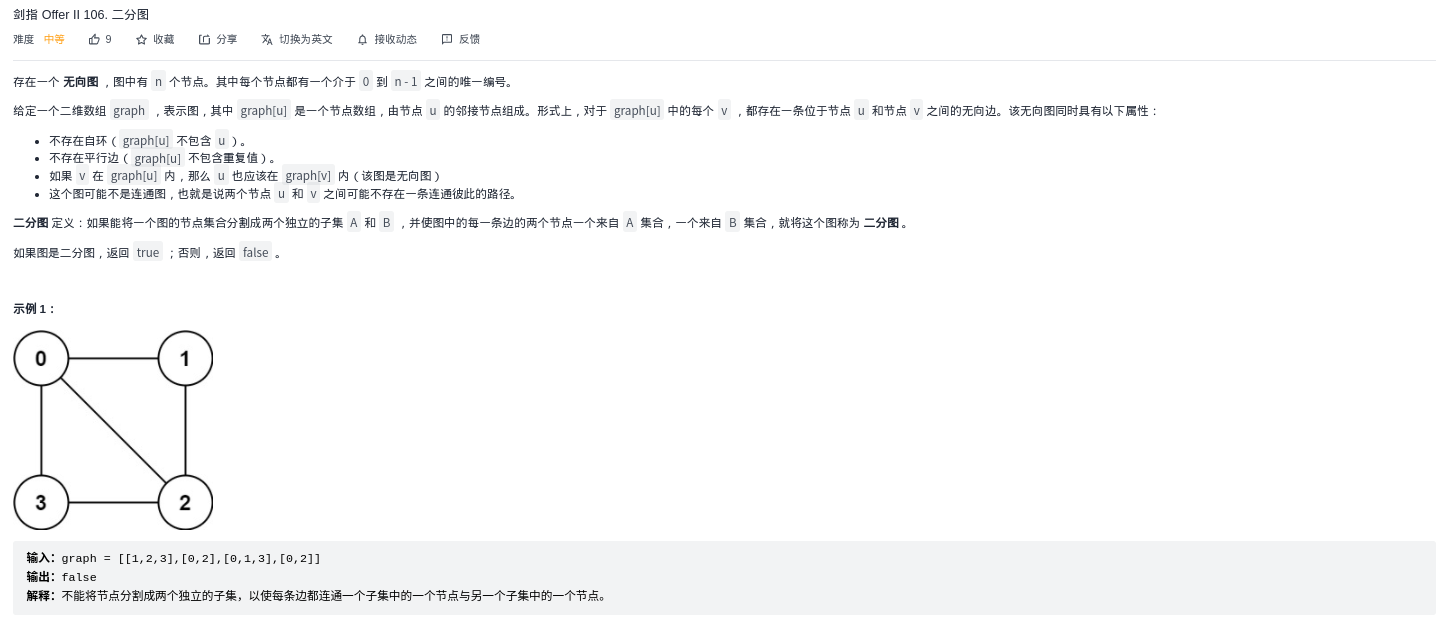 剑指 Offer II 106. 二分图
难度 中等 9 收藏 分享 切换为英文 接收动态 反馈
存在一个 无向图 ，图中有 n 个节点。其中每个节点都有一个介于 0 到 n - 1 之间的唯一编号。
给定一个二维数组 graph ，表示图，其中 graph[u] 是一个节点数组，由节点 u 的邻接节点组成。形式上，对于 graph[u] 中的每个 v ，都存在一条位于节点 u 和节点 v 之间的无向边。该无向图同时具有以下属性：
不存在自环（ graph[u] 不包含 u ）。
不存在平行边（ graph[u] 不包含重复值）。
如果 v 在 graph[u] 内，那么 u 也应该在 graph[v] 内（该图是无向图）
这个图可能不是连通图，也就是说两个节点 u 和 v 之间可能不存在一条连通彼此的路径。
二分图 定义：如果能将一个图的节点集合分割成两个独立的子集 A 和 B ，并使图中的每一条边的两个节点一个来自 A 集合，一个来自 B 集合，就将这个图称为 二分图 。
如果图是二分图，返回 true ；否则，返回 false 。
示例 1：
0 1
3 2
输入：graph = [[1,2,3],[0,2],[0,1,3],[0,2]]
输出：false
解释：不能将节点分割成两个独立的子集，以使每条边都连通一个子集中的一个节点与另一个子集中的一个节点。